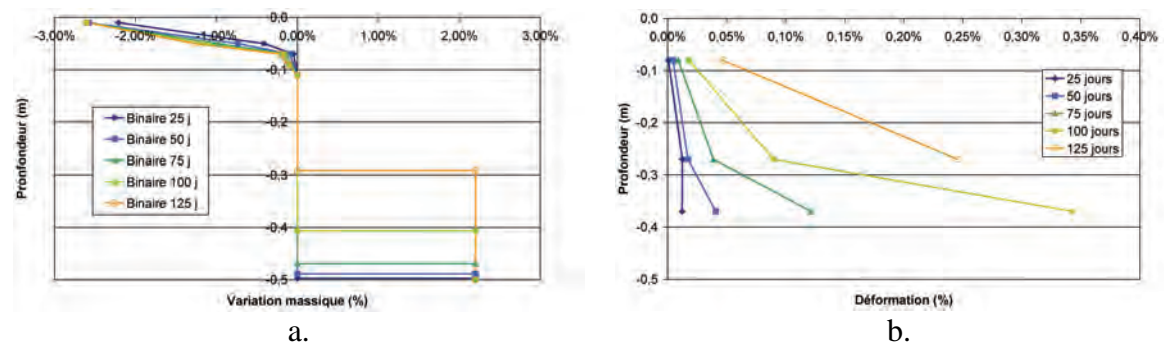 0,0
-3,00% -2,00% -1,00% 0,00% 1,00% 2,00% 3,00%
-0,1
-0,2
-0,3
-0,4
-0,5
Pronfondeur (m)
Binaire 25 j
Binaire 50 j
Binaire 75 j
Binaire 100 j
Binaire 125 j
Variation massique (%)
a.
0,0
0,00% 0,05% 0,10% 0,15% 0,20% 0,25% 0,30% 0,35% 0,40%
-0,1
-0,2
-0,3
-0,4
-0,5
Profondeur (m)
25 jours
50 jours
75 jours
100 jours
125 jours
Déformation (%)
b.